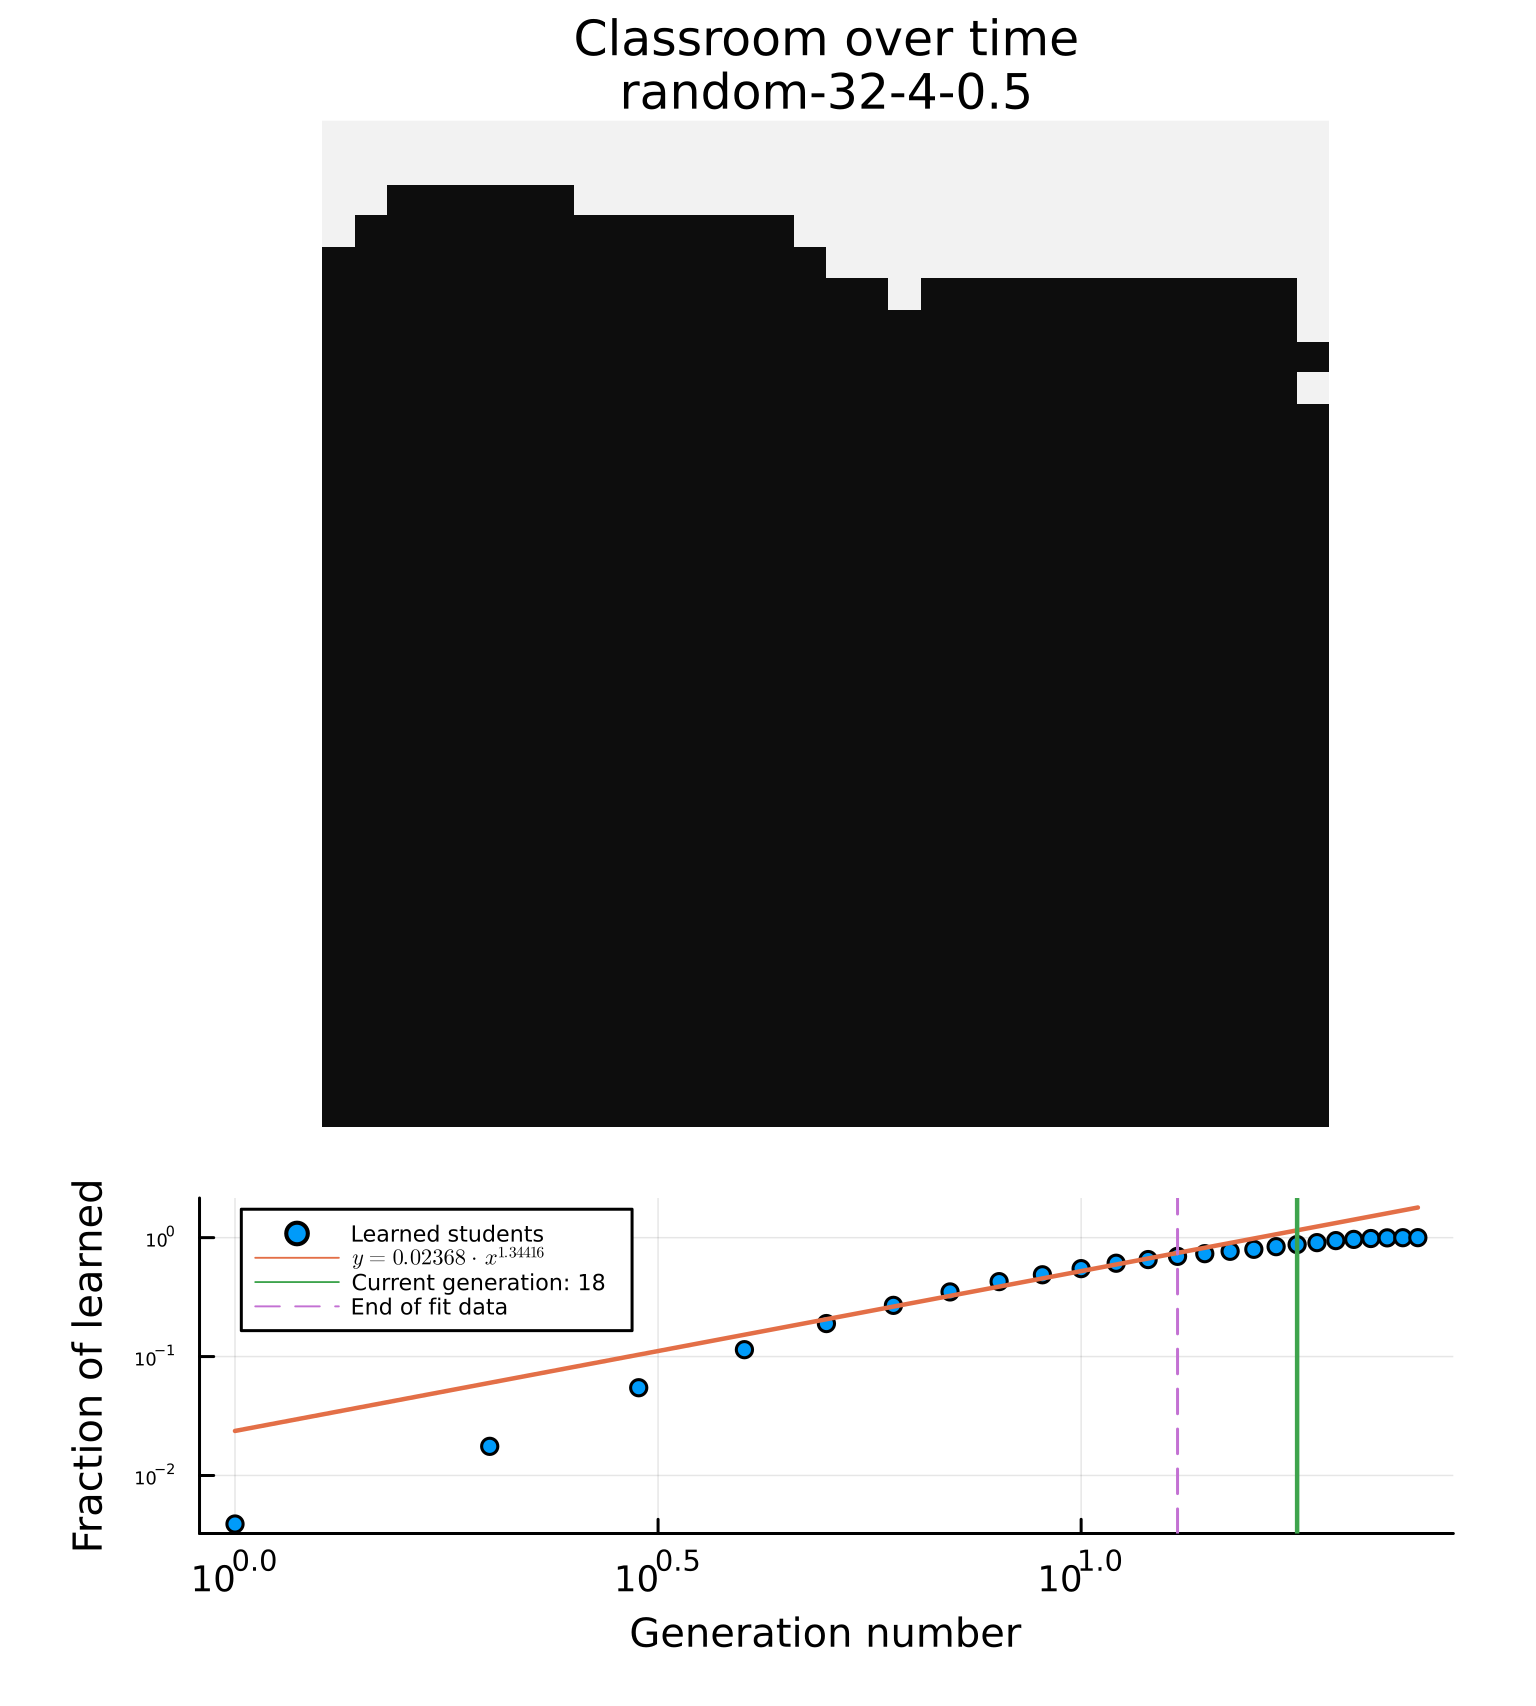 Classroom over time
random-32-4-0.5
Fraction of learned
10⁰
10⁻¹
10⁻²
Learned students
y = 0.02368 · x^1.34416
Current generation: 18
End of fit data
10^0.0
10^0.5
10^1.0
Generation number